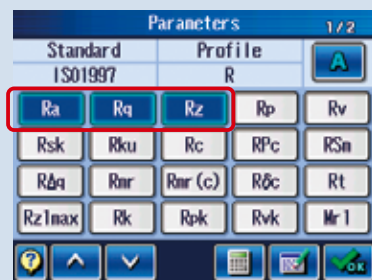 Parameters 1/2
Standard Profile
ISO1997 R A
Ra Rq Rz Rp Rv
Rsk Rku Rc RPc RSm
RΔq Rmr Rmr(c) Rδc Rt
Rz1max Rk Rpk Rvk Mr1
? OK